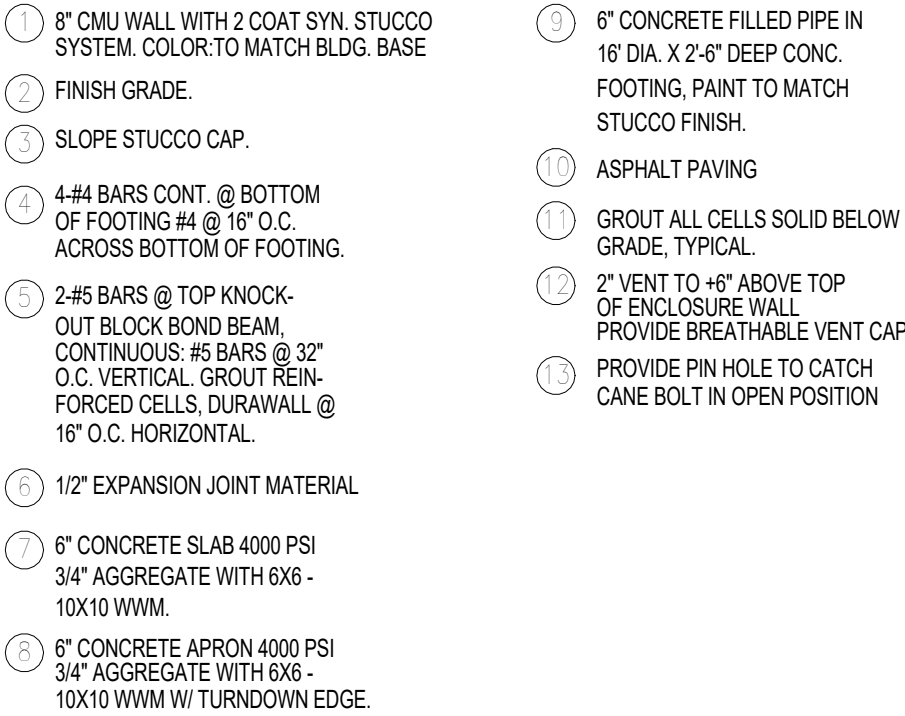 1 8" CMU WALL WITH 2 COAT SYN. STUCCO
SYSTEM. COLOR:TO MATCH BLDG. BASE
2 FINISH GRADE.
3 SLOPE STUCCO CAP.
4 4-#4 BARS CONT. @ BOTTOM
OF FOOTING #4 @ 16" O.C.
ACROSS BOTTOM OF FOOTING.
5 2-#5 BARS @ TOP KNOCK-
OUT BLOCK BOND BEAM,
CONTINUOUS: #5 BARS @ 32"
O.C. VERTICAL. GROUT REIN-
FORCED CELLS, DURAWALL @
16" O.C. HORIZONTAL.
6 1/2" EXPANSION JOINT MATERIAL
7 6" CONCRETE SLAB 4000 PSI
3/4" AGGREGATE WITH 6X6 -
10X10 WWM.
8 6" CONCRETE APRON 4000 PSI
3/4" AGGREGATE WITH 6X6 -
10X10 WWM W/ TURNDOWN EDGE.
9 6" CONCRETE FILLED PIPE IN
16' DIA. X 2'-6" DEEP CONC.
FOOTING, PAINT TO MATCH
STUCCO FINISH.
10 ASPHALT PAVING
11 GROUT ALL CELLS SOLID BELOW
GRADE, TYPICAL.
12 2" VENT TO +6" ABOVE TOP
OF ENCLOSURE WALL
PROVIDE BREATHABLE VENT CAP
13 PROVIDE PIN HOLE TO CATCH
CANE BOLT IN OPEN POSITION